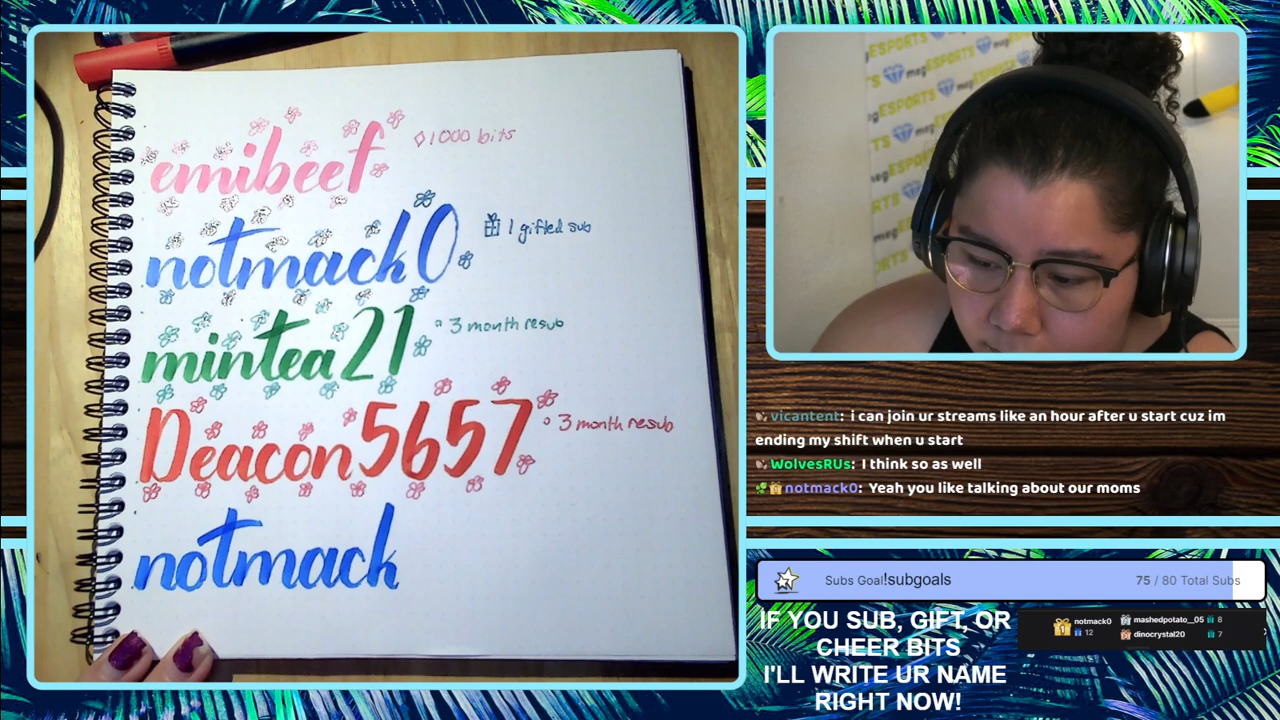 emibeef
1000 bits
notmack0
1 gifted sub
mintea21
3 month resub
Deacon5657
3 month resub
notmack
megESPORTS
vicantent: i can join ur streams like an hour after u start cuz im
ending my shift when u start
WolvesRUs: I think so as well
notmack0: Yeah you like talking about our moms
Subs Goal!subgoals
75 / 80 Total Subs
IF YOU SUB, GIFT, OR
CHEER BITS
I'LL WRITE UR NAME
RIGHT NOW!
notmack0
12
mashedpotato__05 8
dinocrystal20 7